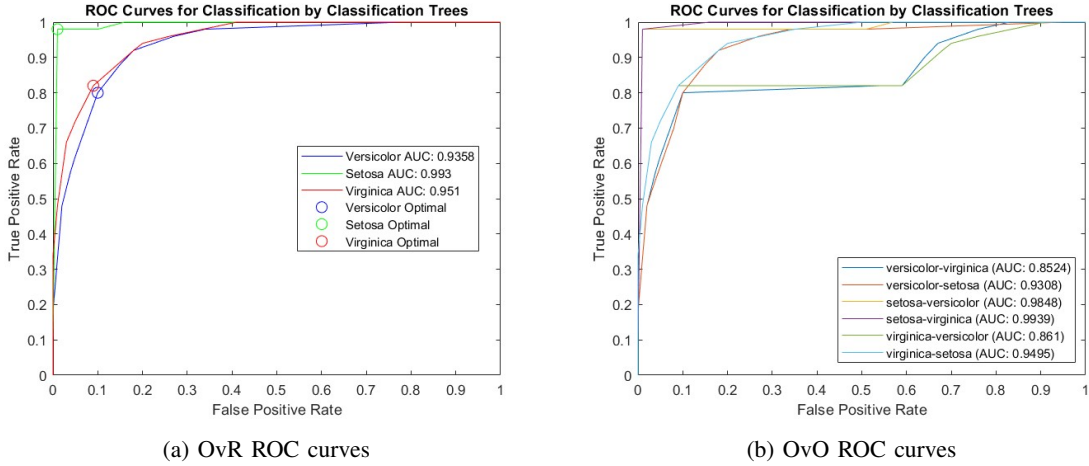 ROC Curves for Classification by Classification Trees
True Positive Rate
1
0.9
0.8
0.7
0.6
0.5
0.4
0.3
0.2
0.1
0
Versicolor AUC: 0.9358
Setosa AUC: 0.993
Virginica AUC: 0.951
Versicolor Optimal
Setosa Optimal
Virginica Optimal
0 0.1 0.2 0.3 0.4 0.5 0.6 0.7 0.8 0.9 1
False Positive Rate
(a) OvR ROC curves
ROC Curves for Classification by Classification Trees
True Positive Rate
1
0.9
0.8
0.7
0.6
0.5
0.4
0.3
0.2
0.1
0
versicolor-virginica (AUC: 0.8524)
versicolor-setosa (AUC: 0.9308)
setosa-versicolor (AUC: 0.9848)
setosa-virginica (AUC: 0.9939)
virginica-versicolor (AUC: 0.861)
virginica-setosa (AUC: 0.9495)
0 0.1 0.2 0.3 0.4 0.5 0.6 0.7 0.8 0.9 1
False Positive Rate
(b) OvO ROC curves